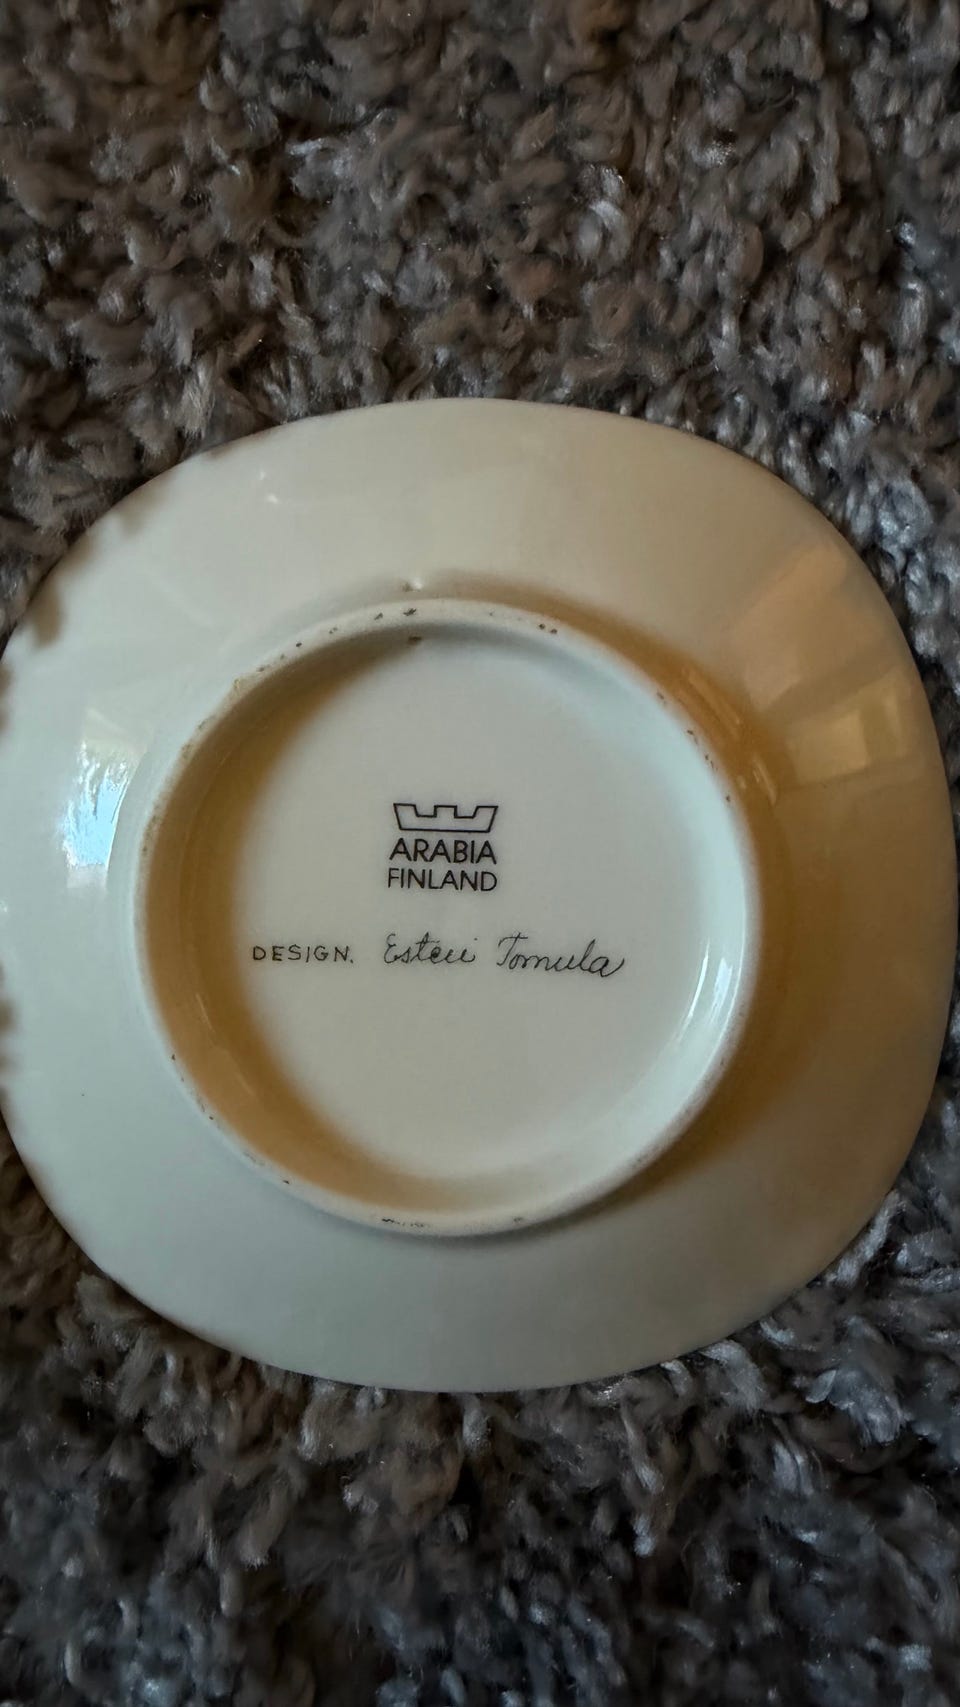 ARABIA
FINLAND
DESIGN. Esteri Tomula